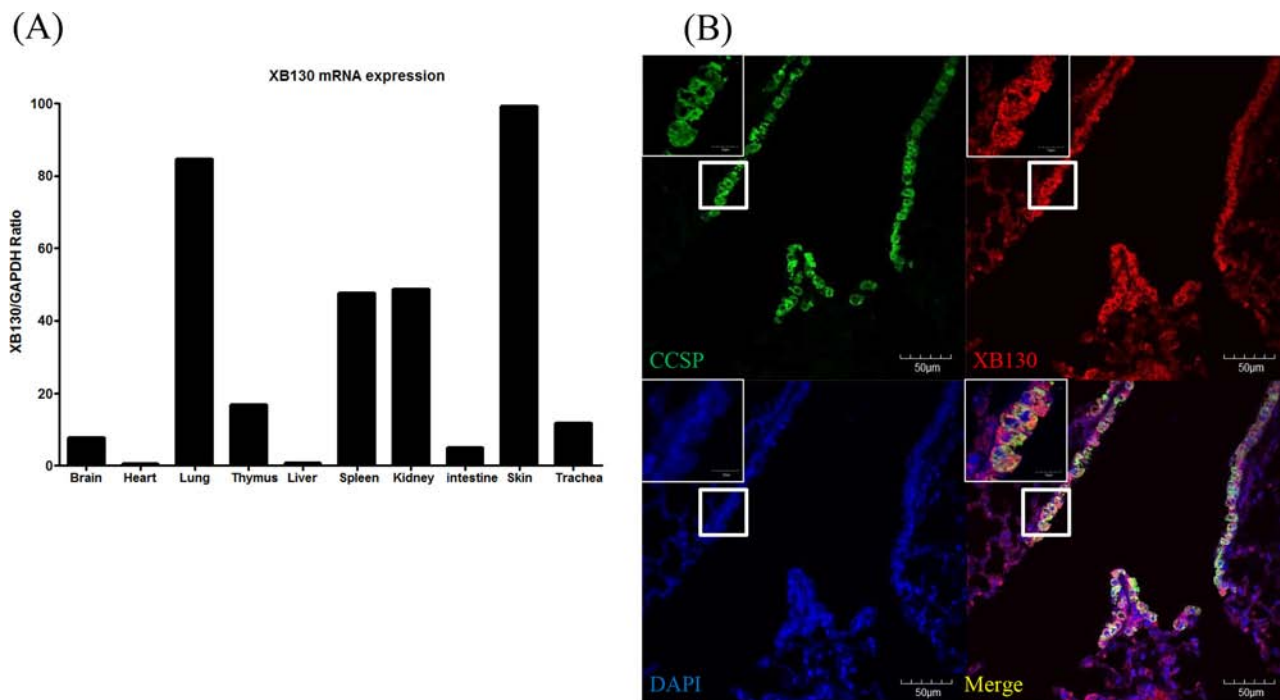 (A)
XB130 mRNA expression
XB130/GAPDH Ratio
100
80
60
40
20
0
Brain Heart Lung Thymus Liver Spleen Kidney intestine Skin Trachea
(B)
CCSP
50μm
XB130
50μm
DAPI
50μm
Merge
50μm